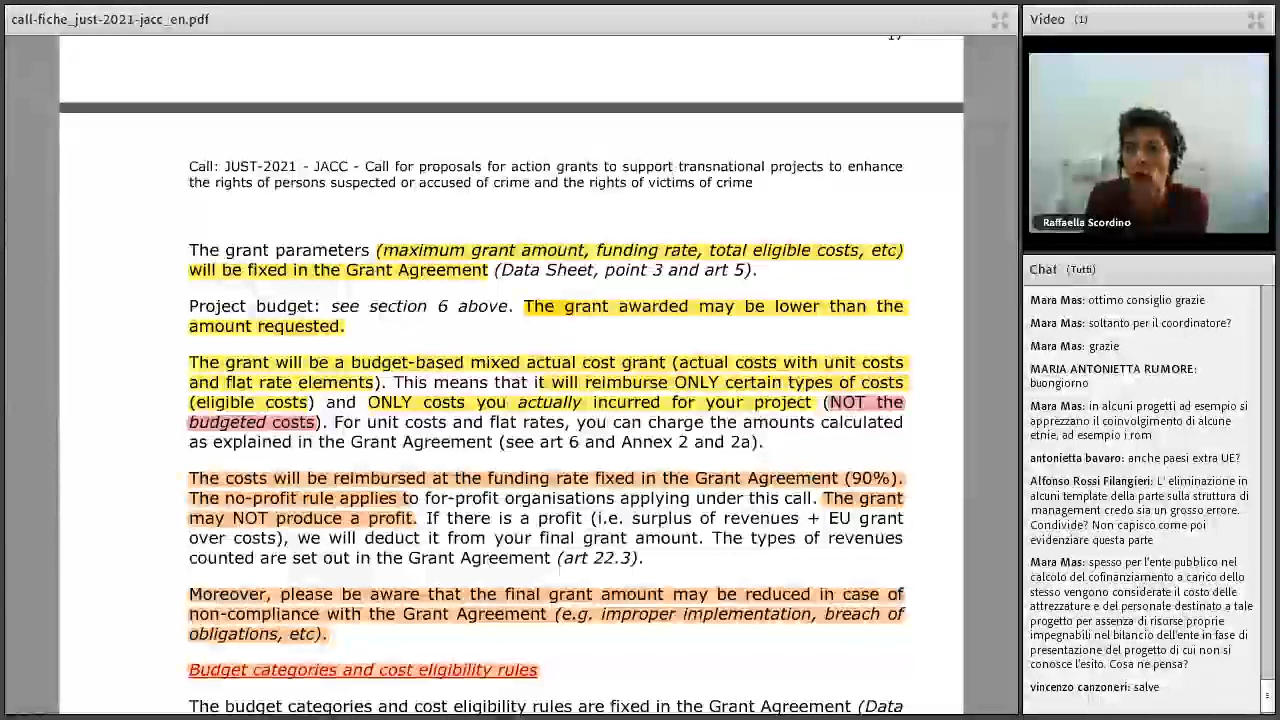 call-fiche_just-2021-jacc_en.pdf
Call: JUST-2021 - JACC - Call for proposals for action grants to support transnational projects to enhance
the rights of persons suspected or accused of crime and the rights of victims of crime
The grant parameters (maximum grant amount, funding rate, total eligible costs, etc)
will be fixed in the Grant Agreement (Data Sheet, point 3 and art 5).
Project budget: see section 6 above. The grant awarded may be lower than the
amount requested.
The grant will be a budget-based mixed actual cost grant (actual costs with unit costs
and flat rate elements). This means that it will reimburse ONLY certain types of costs
(eligible costs) and ONLY costs you actually incurred for your project (NOT the
budgeted costs). For unit costs and flat rates, you can charge the amounts calculated
as explained in the Grant Agreement (see art 6 and Annex 2 and 2a).
The costs will be reimbursed at the funding rate fixed in the Grant Agreement (90%).
The no-profit rule applies to for-profit organisations applying under this call. The grant
may NOT produce a profit. If there is a profit (i.e. surplus of revenues + EU grant
over costs), we will deduct it from your final grant amount. The types of revenues
counted are set out in the Grant Agreement (art 22.3).
Moreover, please be aware that the final grant amount may be reduced in case of
non-compliance with the Grant Agreement (e.g. improper implementation, breach of
obligations, etc).
Budget categories and cost eligibility rules
The budget categories and cost eligibility rules are fixed in the Grant Agreement (Data
Video (1)
Raffaella Scordino
Chat (Tutti)
Mara Mas: ottimo consiglio grazie
Mara Mas: soltanto per il coordinatore?
Mara Mas: grazie
MARIA ANTONIETTA RUMORE:
buongiorno
Mara Mas: in alcuni progetti ad esempio si
apprezzano il coinvolgimento di alcune
etnie, ad esempio i rom
antonietta bavaro: anche paesi extra UE?
Alfonso Rossi Filangieri: L' eliminazione in
alcuni template della parte sulla struttura di
management credo sia un grosso errore.
Condivide? Non capisco come poi
evidenziare questa parte
Mara Mas: spesso per l'ente pubblico nel
calcolo del cofinanziamento a carico dello
stesso vengono considerate il costo delle
attrezzature e del personale destinato a tale
progetto per assenza di risorse proprie
impegnabili nel bilancio dell'ente in fase di
presentazione del progetto di cui non si
conosce l'esito. Cosa ne pensa?
vincenzo canzoneri: salve